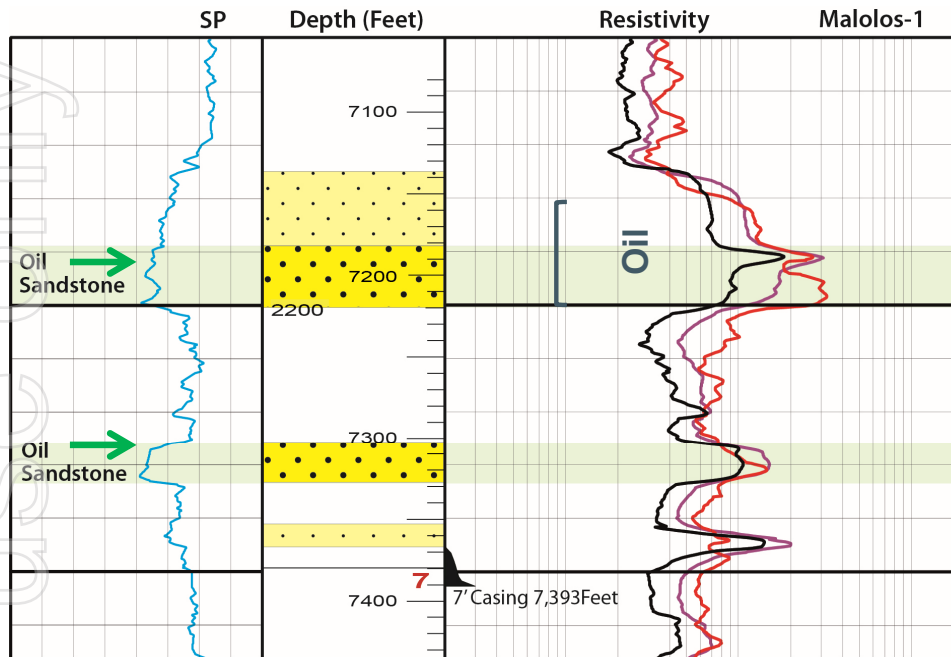 SP
Depth (Feet)
Resistivity
Malolos-1
7100
Oil
Oil
Sandstone
7200
2200
7300
Oil
Sandstone
7
7' Casing 7,393Feet
7400